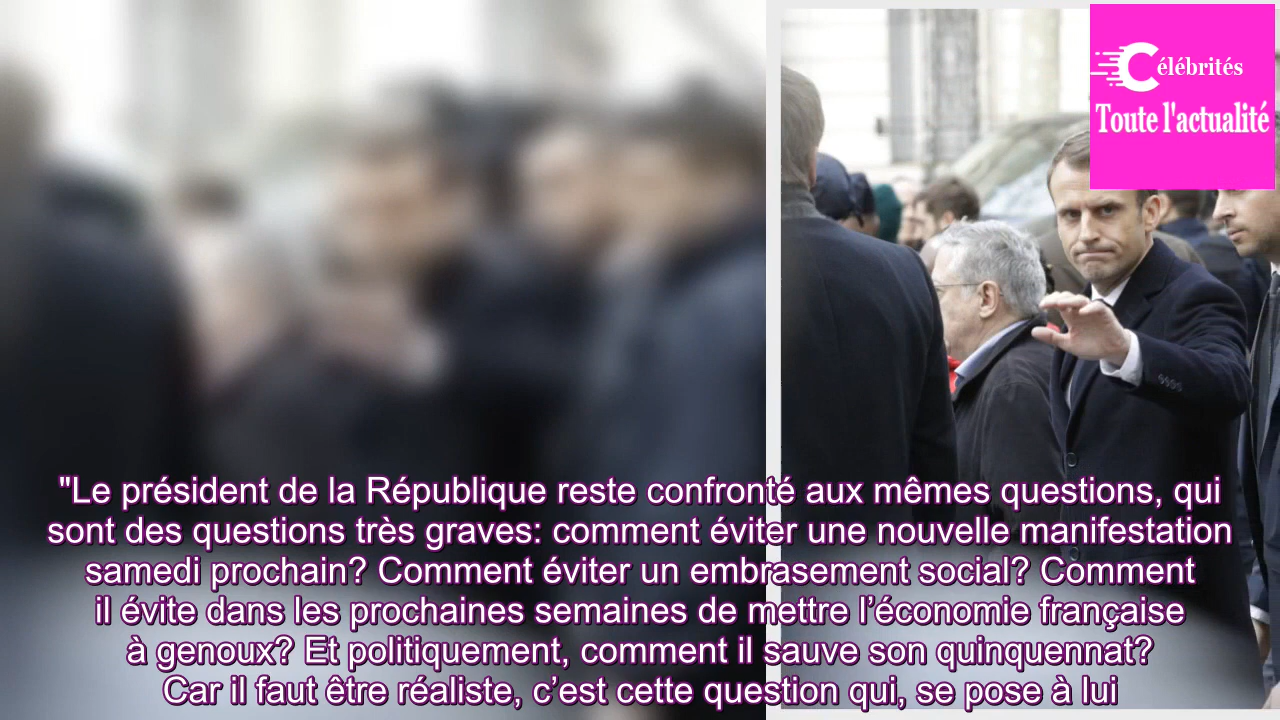 Célébrités
Toute l'actualité
"Le président de la République reste confronté aux mêmes questions, qui
sont des questions très graves: comment éviter une nouvelle manifestation
samedi prochain? Comment éviter un embrasement social? Comment
il évite dans les prochaines semaines de mettre l’économie française
à genoux? Et politiquement, comment il sauve son quinquennat?
Car il faut être réaliste, c’est cette question qui, se pose à lui